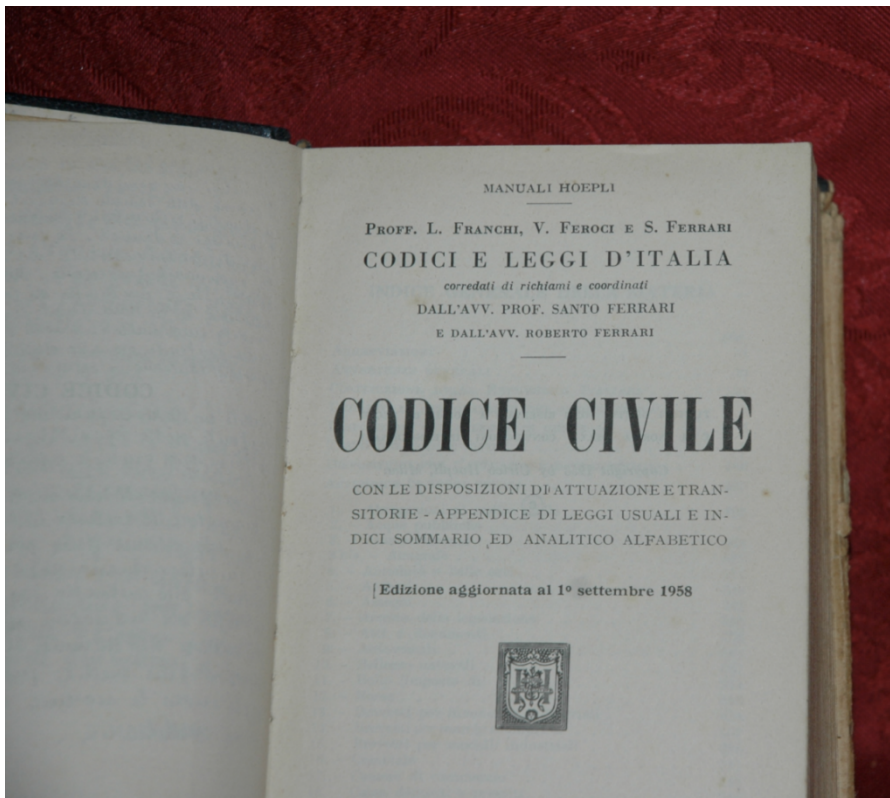 MANUALI HOEPLI
PROFF. L. FRANCHI, V. FEROCI E S. FERRARI
CODICI E LEGGI D'ITALIA
corredati di richiami e coordinati
DALL'AVV. PROF. SANTO FERRARI
E DALL'AVV. ROBERTO FERRARI
CODICE CIVILE
CON LE DISPOSIZIONI DI ATTUAZIONE E TRAN-
SITORIE - APPENDICE DI LEGGI USUALI E IN-
DICI SOMMARIO ED ANALITICO ALFABETICO
Edizione aggiornata al 1º settembre 1958